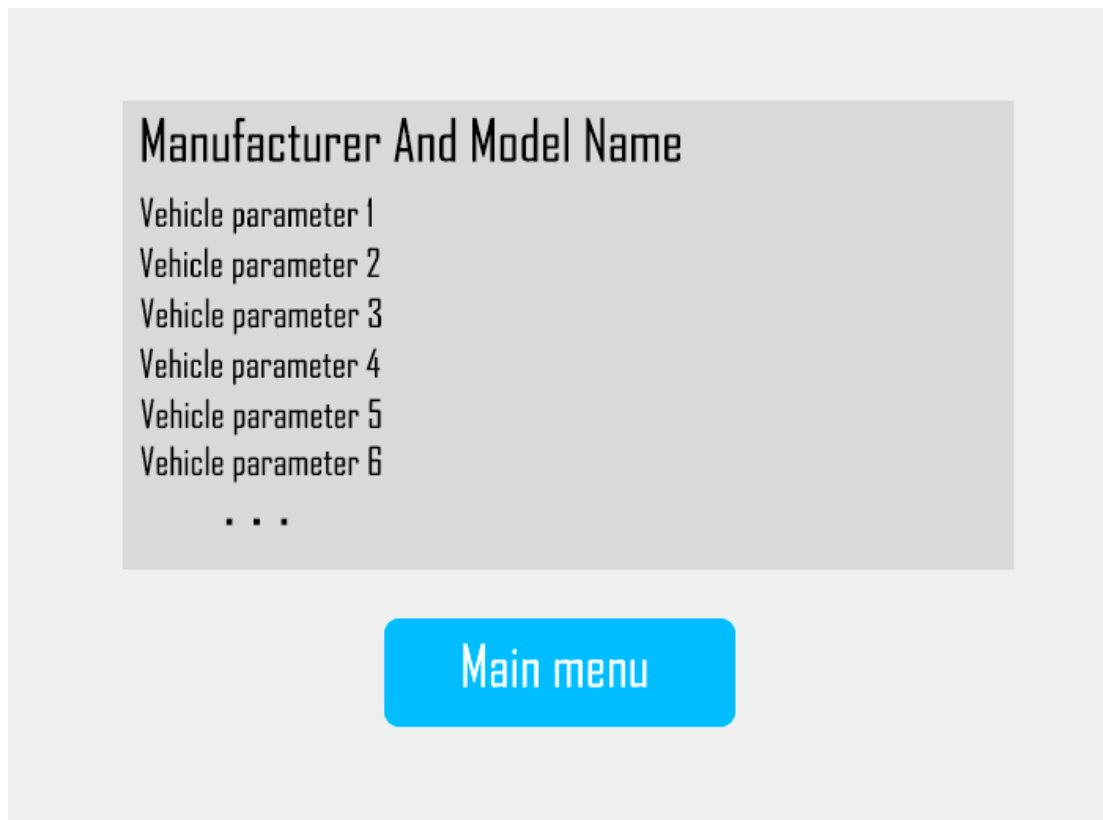 Manufacturer And Model Name
Vehicle parameter 1
Vehicle parameter 2
Vehicle parameter 3
Vehicle parameter 4
Vehicle parameter 5
Vehicle parameter 6
. . .
Main menu